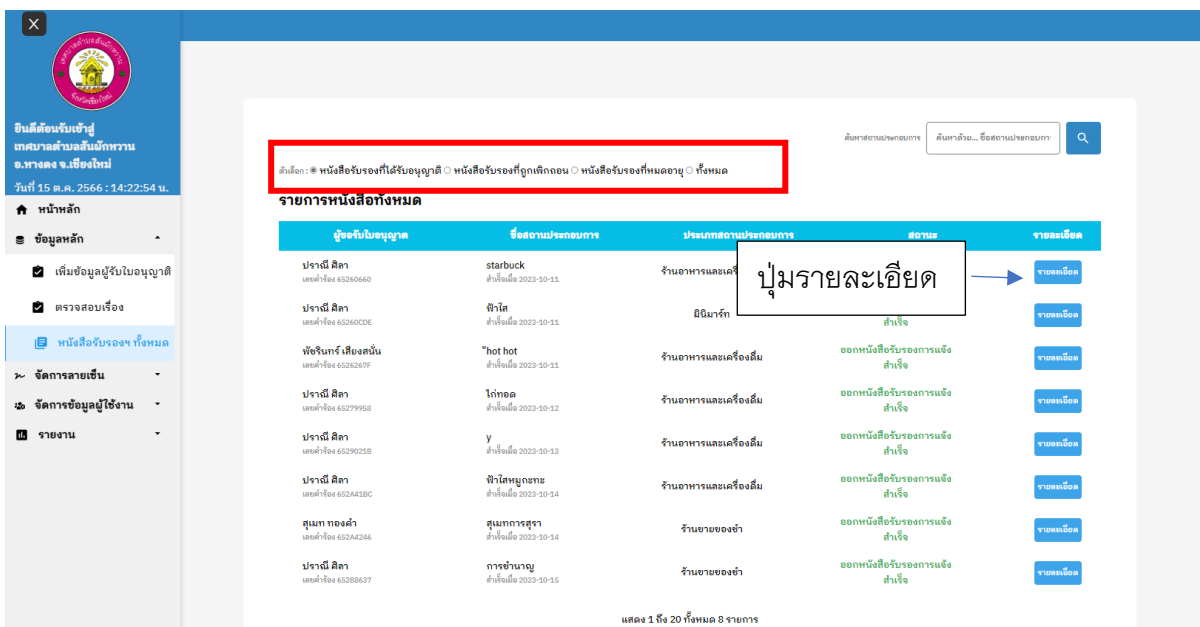 X
ยินดีต้อนรับเข้าสู่
เทศบาลตำบลสันผักหวาน
อ.หางดง จ.เชียงใหม่
วันที่ 15 ต.ค. 2566 : 14:22:54 น.
หน้าหลัก
ข้อมูลหลัก
เพิ่มข้อมูลผู้รับใบอนุญาติ
ตรวจสอบเรื่อง
หนังสือรับรองฯ ทั้งหมด
จัดการลายเซ็น
จัดการข้อมูลผู้ใช้งาน
รายงาน
ค้นหาสถานประกอบการ ค้นหาด้วย... ชื่อสถานประกอบกา
ตัวเลือก : หนังสือรับรองที่ได้รับอนุญาติ หนังสือรับรองที่ถูกเพิกถอน หนังสือรับรองที่หมดอายุ ทั้งหมด
รายการหนังสือทั้งหมด
ผู้ขอรับใบอนุญาต ชื่อสถานประกอบการ ประเภทสถานประกอบการ สถานะ รายละเอียด
ปราณี ศิลา starbuck ร้านอาหารและเครื่ รายละเอียด
เลขคำร้อง 65260660 สำเร็จเมื่อ 2023-10-11
ปุ่มรายละเอียด
ปราณี ศิลา ฟ้าใส มินิมาร์ท สำเร็จ รายละเอียด
เลขคำร้อง 65260CDE สำเร็จเมื่อ 2023-10-11
พัชรินทร์ เสียงสนั่น "hot hot ร้านอาหารและเครื่องดื่ม ออกหนังสือรับรองการแจ้งสำเร็จ รายละเอียด
เลขคำร้อง 6526267F สำเร็จเมื่อ 2023-10-11
ปราณี ศิลา ไก่ทอด ร้านอาหารและเครื่องดื่ม ออกหนังสือรับรองการแจ้งสำเร็จ รายละเอียด
เลขคำร้อง 65279958 สำเร็จเมื่อ 2023-10-12
ปราณี ศิลา y ร้านอาหารและเครื่องดื่ม ออกหนังสือรับรองการแจ้งสำเร็จ รายละเอียด
เลขคำร้อง 6529021B สำเร็จเมื่อ 2023-10-13
ปราณี ศิลา ฟ้าใสหมูกะทะ ร้านอาหารและเครื่องดื่ม ออกหนังสือรับรองการแจ้งสำเร็จ รายละเอียด
เลขคำร้อง 652A41BC สำเร็จเมื่อ 2023-10-14
สุเมท ทองคำ สุเมทการสุรา ร้านขายของชำ ออกหนังสือรับรองการแจ้งสำเร็จ รายละเอียด
เลขคำร้อง 652A4246 สำเร็จเมื่อ 2023-10-14
ปราณี ศิลา การชำนาญ ร้านขายของชำ ออกหนังสือรับรองการแจ้งสำเร็จ รายละเอียด
เลขคำร้อง 652B8637 สำเร็จเมื่อ 2023-10-15
แสดง 1 ถึง 20 ทั้งหมด 8 รายการ